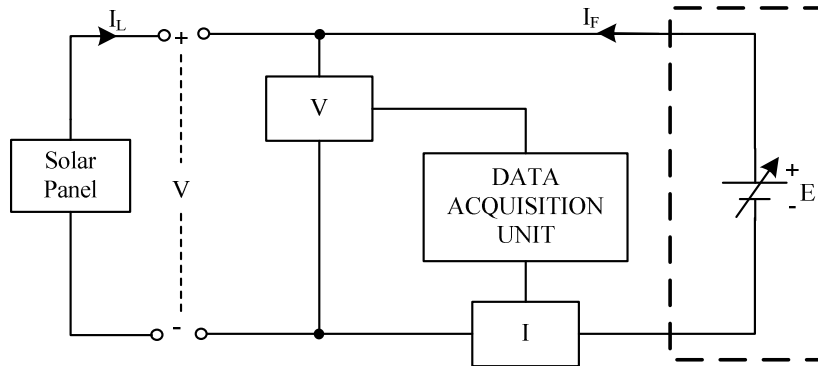 I_L
+
I_F
V
Solar
Panel
V
DATA
ACQUISITION
UNIT
+
E
-
-
I